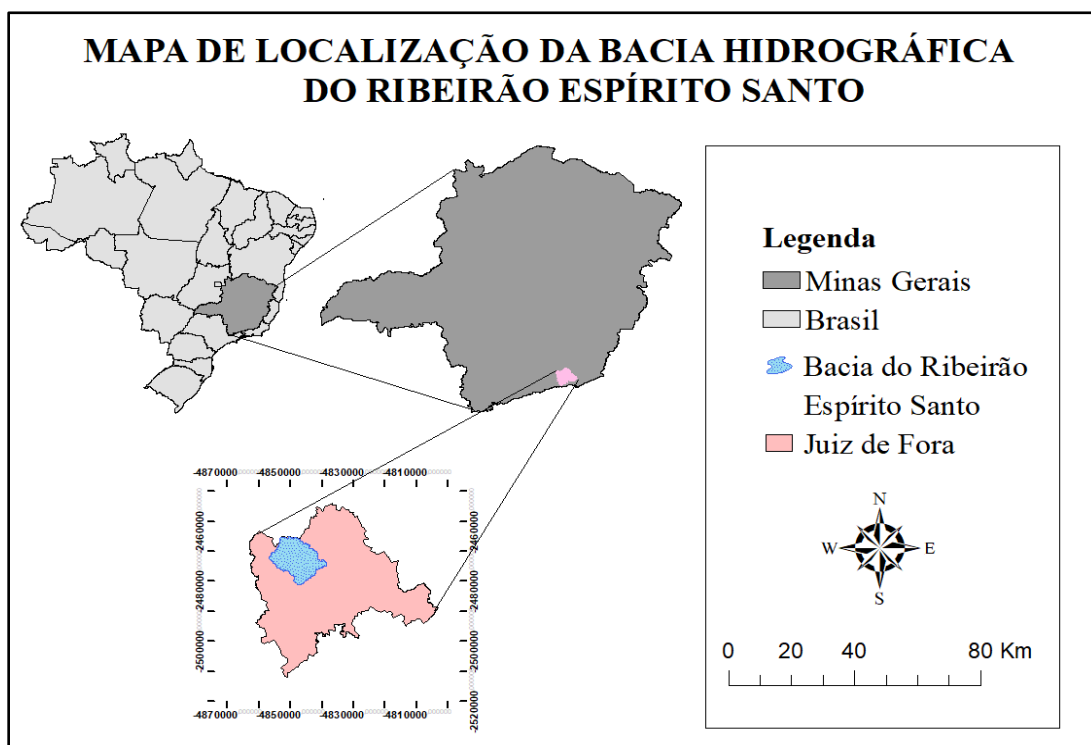 MAPA DE LOCALIZAÇÃO DA BACIA HIDROGRÁFICA
DO RIBEIRÃO ESPÍRITO SANTO
Legenda
Minas Gerais
Brasil
Bacia do Ribeirão
Espírito Santo
Juiz de Fora
N
W E
S
0 20 40 80 Km
-4870000 -4850000 -4830000 -4810000
-2460000 -2460000
-2480000 -2480000
-2500000 -2500000
-2520000
-4870000 -4850000 -4830000 -4810000